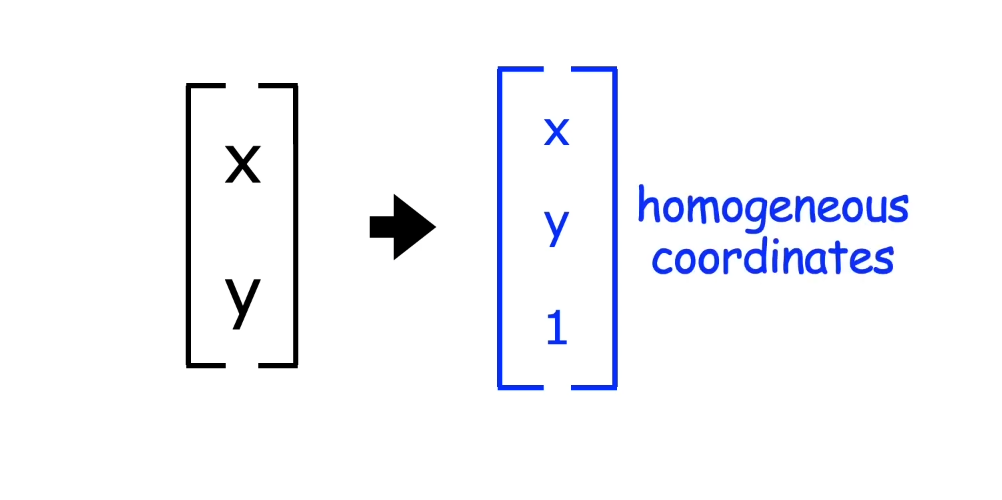 x
y
x
y
1
homogeneous
coordinates